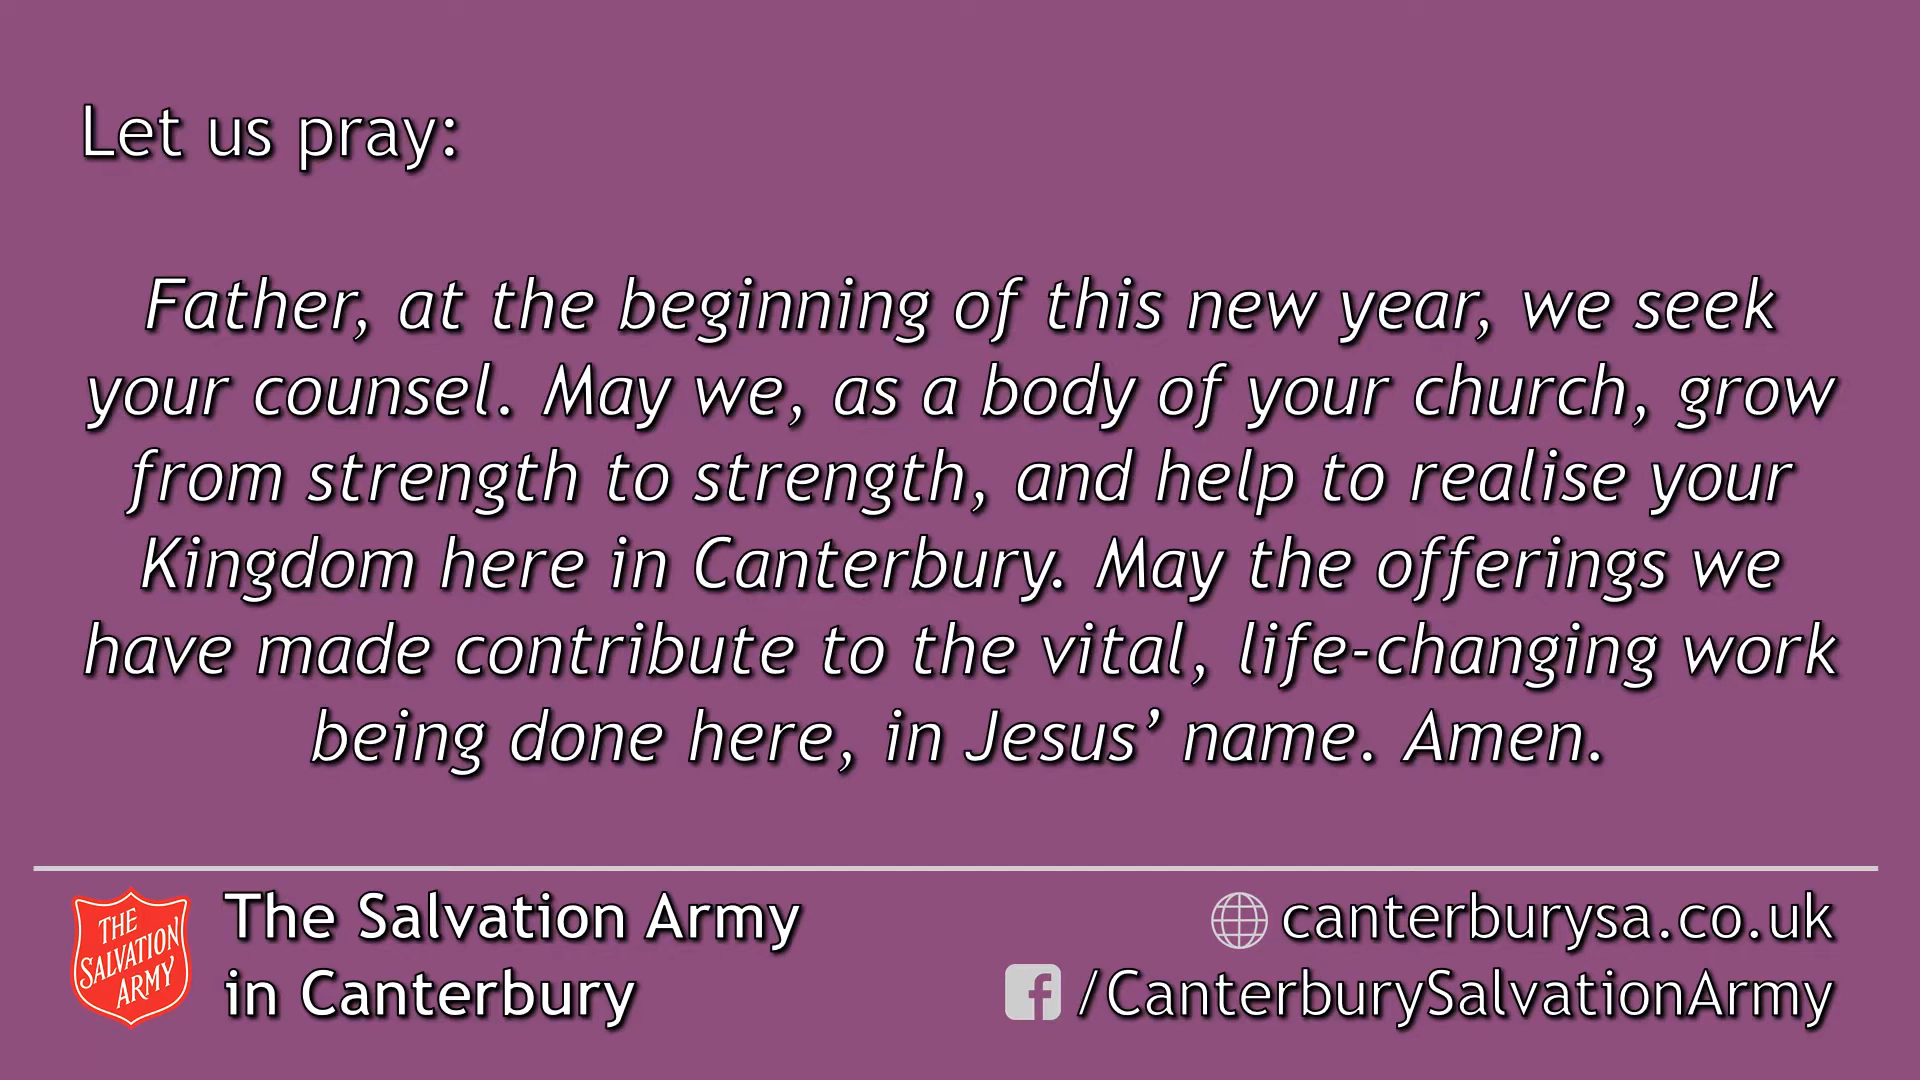 Let us pray:
Father, at the beginning of this new year, we seek
your counsel. May we, as a body of your church, grow
from strength to strength, and help to realise your
Kingdom here in Canterbury. May the offerings we
have made contribute to the vital, life-changing work
being done here, in Jesus’ name. Amen.
THE
SALVATION
ARMY
The Salvation Army
in Canterbury
canterburysa.co.uk
/CanterburySalvationArmy